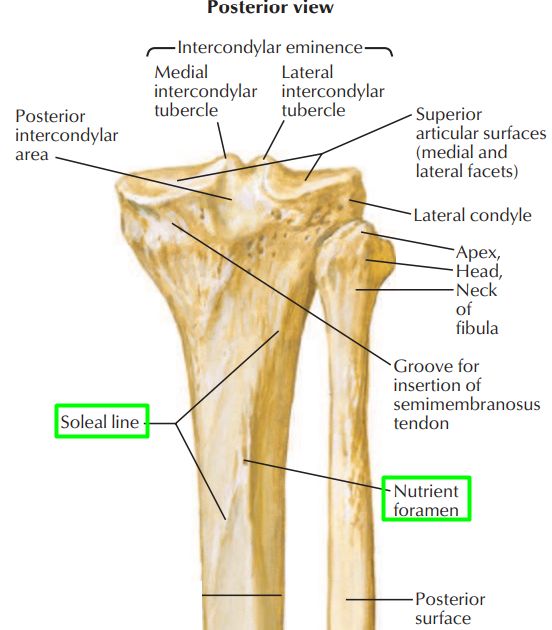 Posterior view
Intercondylar eminence
Medial
intercondylar
tubercle
Lateral
intercondylar
tubercle
Posterior
intercondylar
area
Superior
articular surfaces
(medial and
lateral facets)
Lateral condyle
Apex,
Head,
Neck
of
fibula
Groove for
insertion of
semimembranosus
tendon
Soleal line
Nutrient
foramen
Posterior
surface